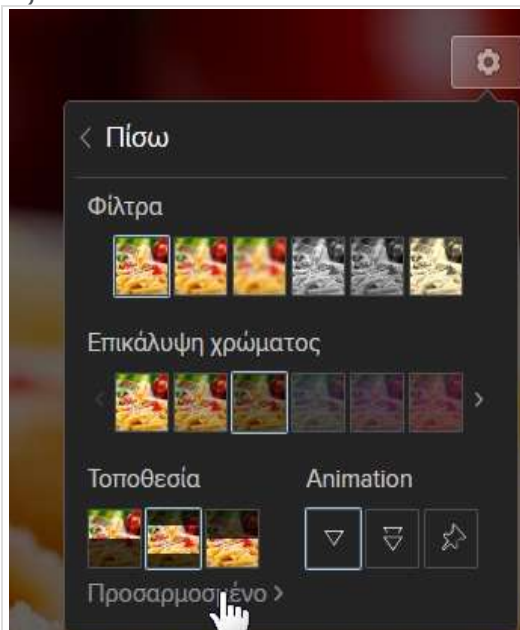 < Πίσω
Φίλτρα
Επικάλυψη χρώματος
Τοποθεσία
Animation
Προσαρμοσμένο >